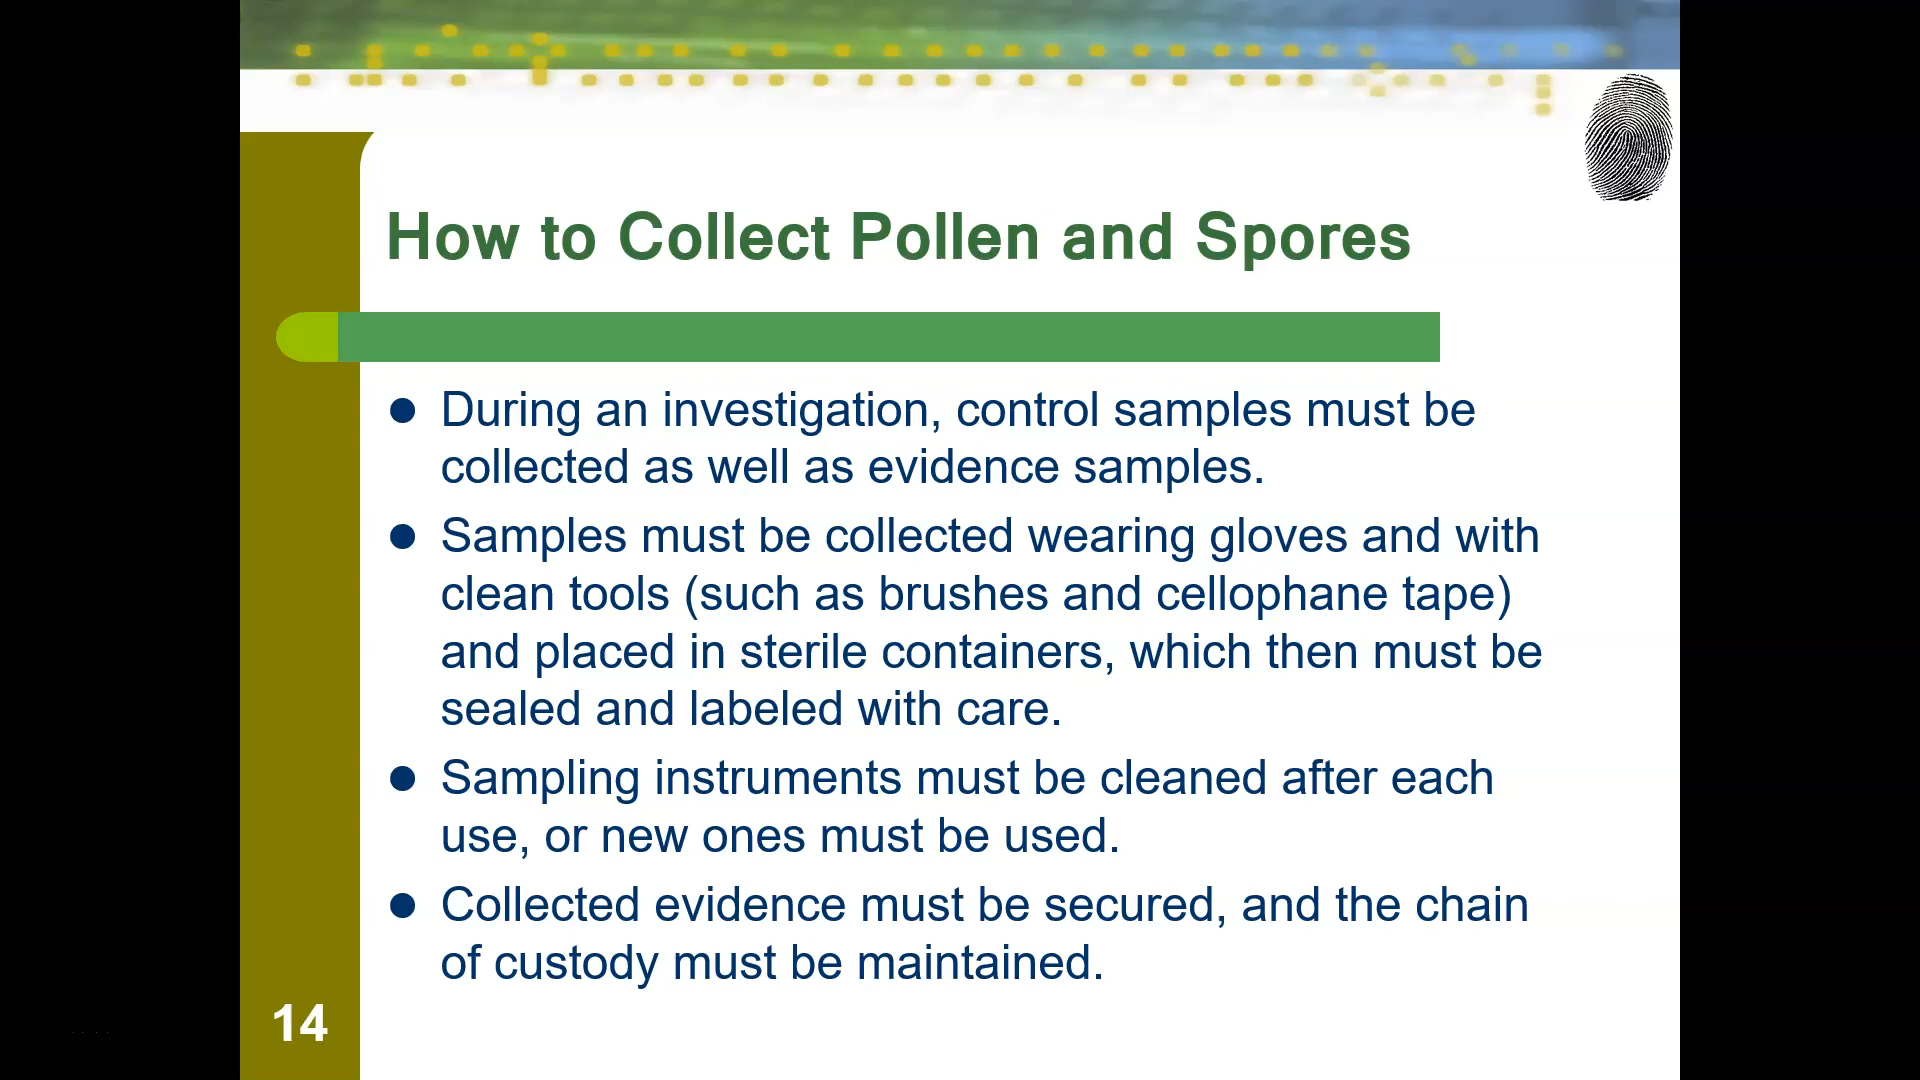 How to Collect Pollen and Spores
During an investigation, control samples must be
collected as well as evidence samples.
Samples must be collected wearing gloves and with
clean tools (such as brushes and cellophane tape)
and placed in sterile containers, which then must be
sealed and labeled with care.
Sampling instruments must be cleaned after each
use, or new ones must be used.
Collected evidence must be secured, and the chain
of custody must be maintained.
14